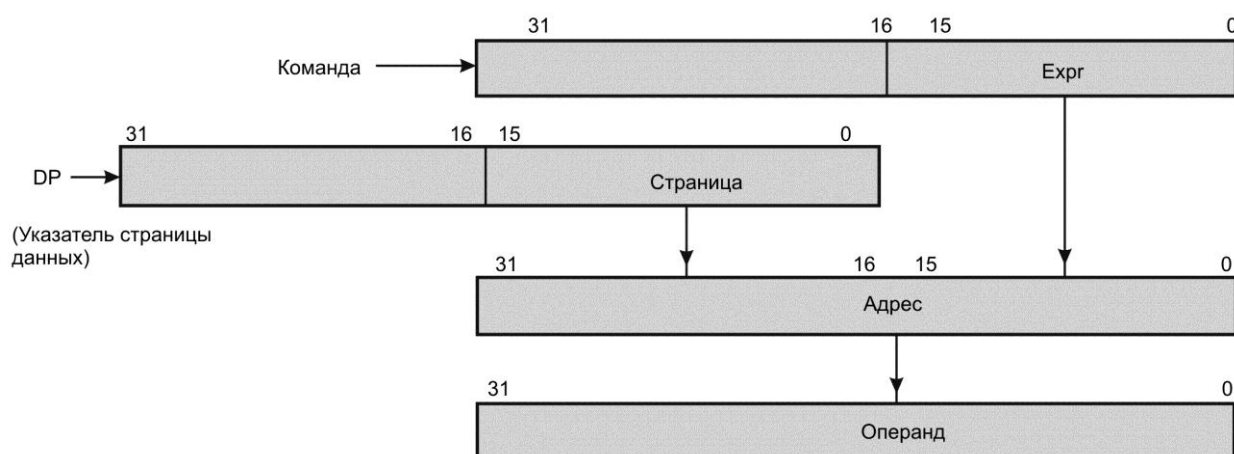 31 16 15 0
Команда
Expr
31 16 15 0
DP
Страница
(Указатель страницы
данных)
31 16 15 0
Адрес
31 0
Операнд